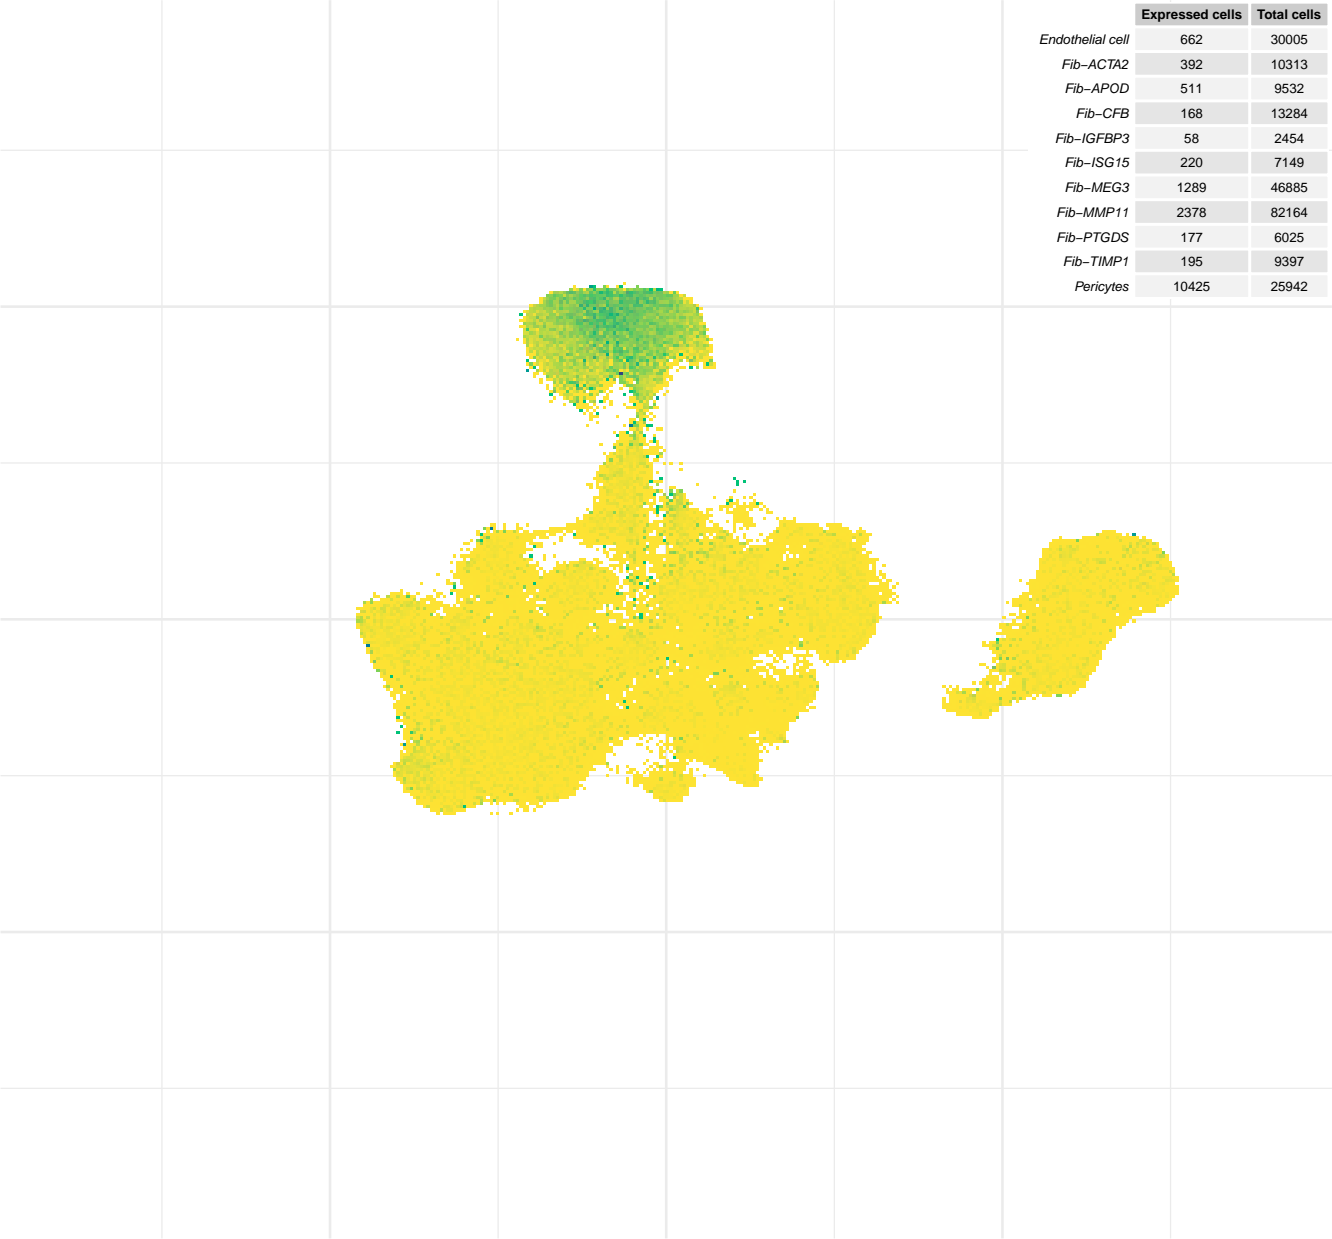 Expressed cells Total cells
Endothelial cell 662 30005
Fib−ACTA2 392 10313
Fib−APOD 511 9532
Fib−CFB 168 13284
Fib−IGFBP3 58 2454
Fib−ISG15 220 7149
Fib−MEG3 1289 46885
Fib−MMP11 2378 82164
Fib−PTGDS 177 6025
Fib−TIMP1 195 9397
Pericytes 10425 25942